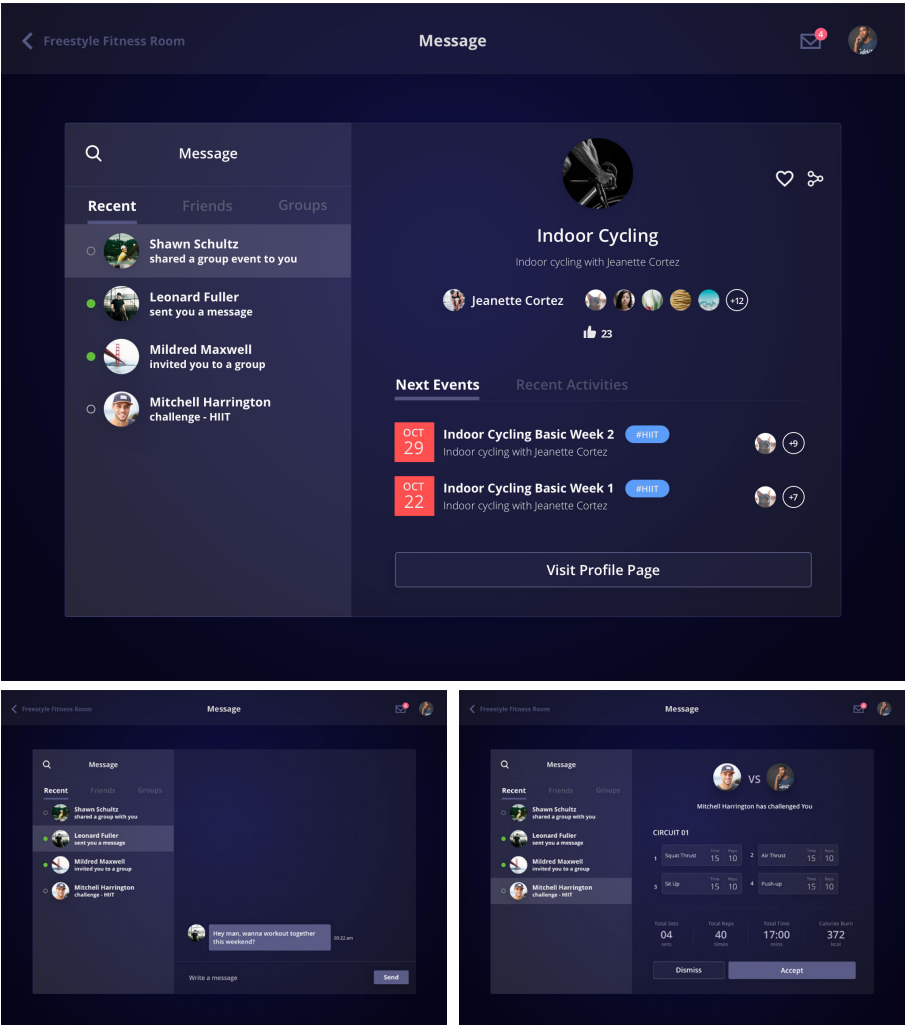 Freestyle Fitness Room
Message
4
Message
Recent
Friends
Groups
Shawn Schultz
shared a group event to you
Leonard Fuller
sent you a message
Mildred Maxwell
invited you to a group
Mitchell Harrington
challenge - HIIT
Indoor Cycling
Indoor cycling with Jeanette Cortez
Jeanette Cortez
+12
23
Next Events
Recent Activities
OCT
29
Indoor Cycling Basic Week 2
#HIIT
Indoor cycling with Jeanette Cortez
+9
OCT
22
Indoor Cycling Basic Week 1
#HIIT
Indoor cycling with Jeanette Cortez
+7
Visit Profile Page
Freestyle Fitness Room
Message
Message
Recent
Friends
Groups
Shawn Schultz
shared a group with you
Leonard Fuller
sent you a message
Mildred Maxwell
invited you to a group
Mitchell Harrington
challenge - HIIT
Hey man, wanna workout together
this weekend?
09:22 am
Write a message
Send
Freestyle Fitness Room
Message
Message
Recent
Friends
Groups
Shawn Schultz
shared a group with you
Leonard Fuller
sent you a message
Mildred Maxwell
invited you to a group
Mitchell Harrington
challenge - HIIT
VS
Mitchell Harrington has challenged You
CIRCUIT 01
1 Squat Thrust
Time Reps
15 10
2 Air Thrust
Time Reps
15 10
3 Sit Up
Time Reps
15 10
4 Push-up
Time Reps
15 10
Total Sets
04
sets
Total Reps
40
times
Total Time
17:00
mins
Calories Burn
372
kcal
Dismiss
Accept